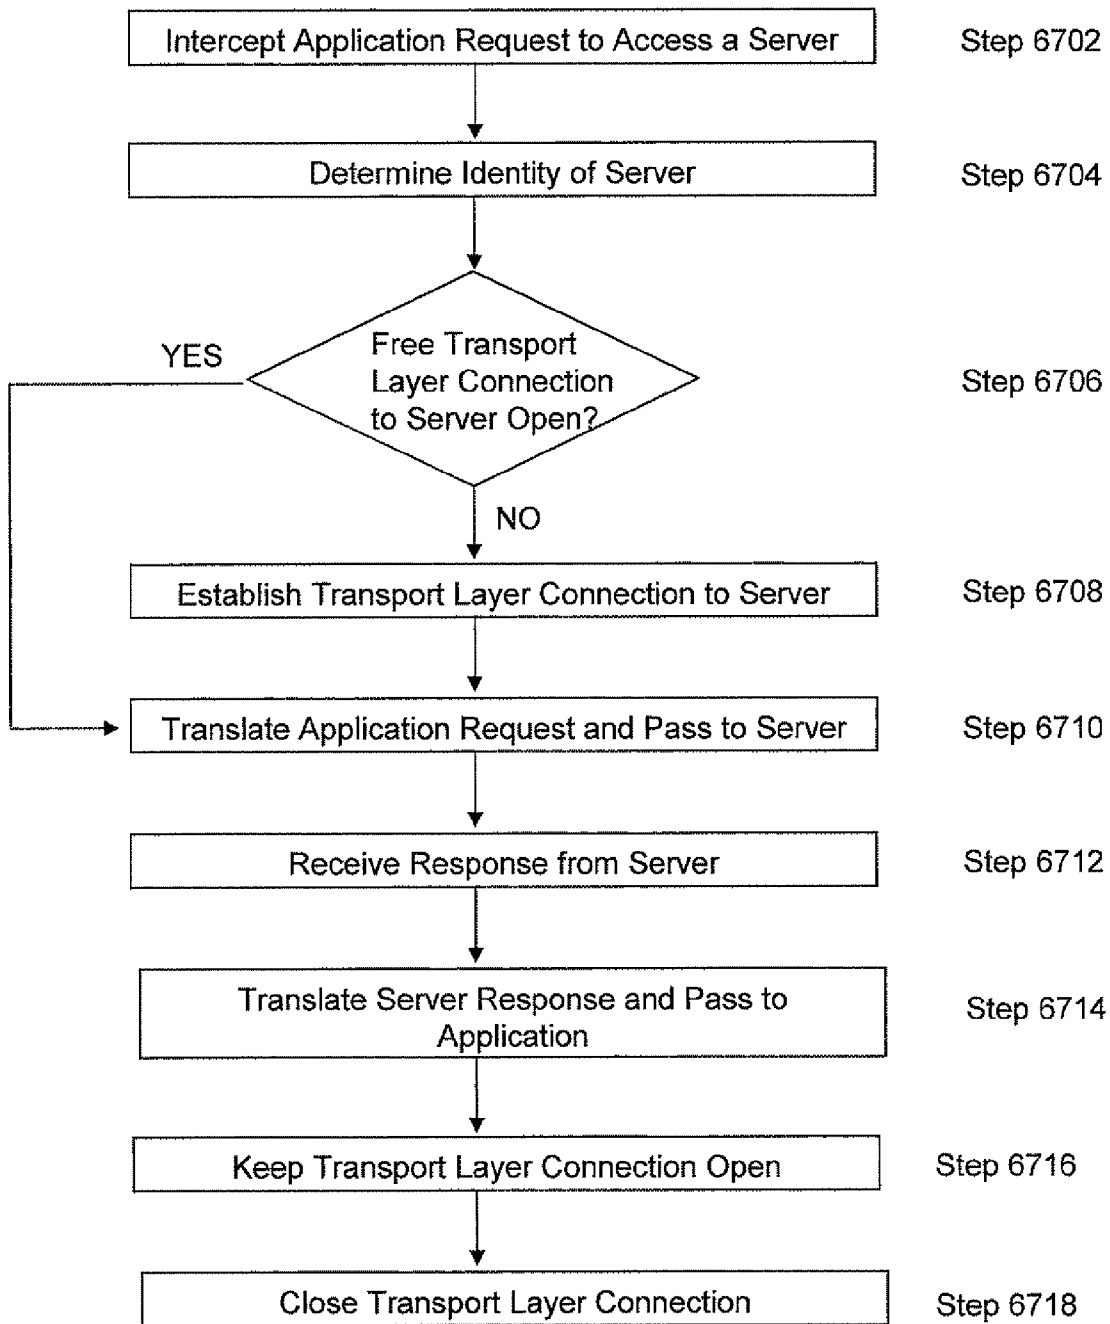 Intercept Application Request to Access a Server
Step 6702
Determine Identity of Server
Step 6704
Free Transport
Layer Connection
to Server Open?
YES
Step 6706
NO
Establish Transport Layer Connection to Server
Step 6708
Translate Application Request and Pass to Server
Step 6710
Receive Response from Server
Step 6712
Translate Server Response and Pass to
Application
Step 6714
Keep Transport Layer Connection Open
Step 6716
Close Transport Layer Connection
Step 6718